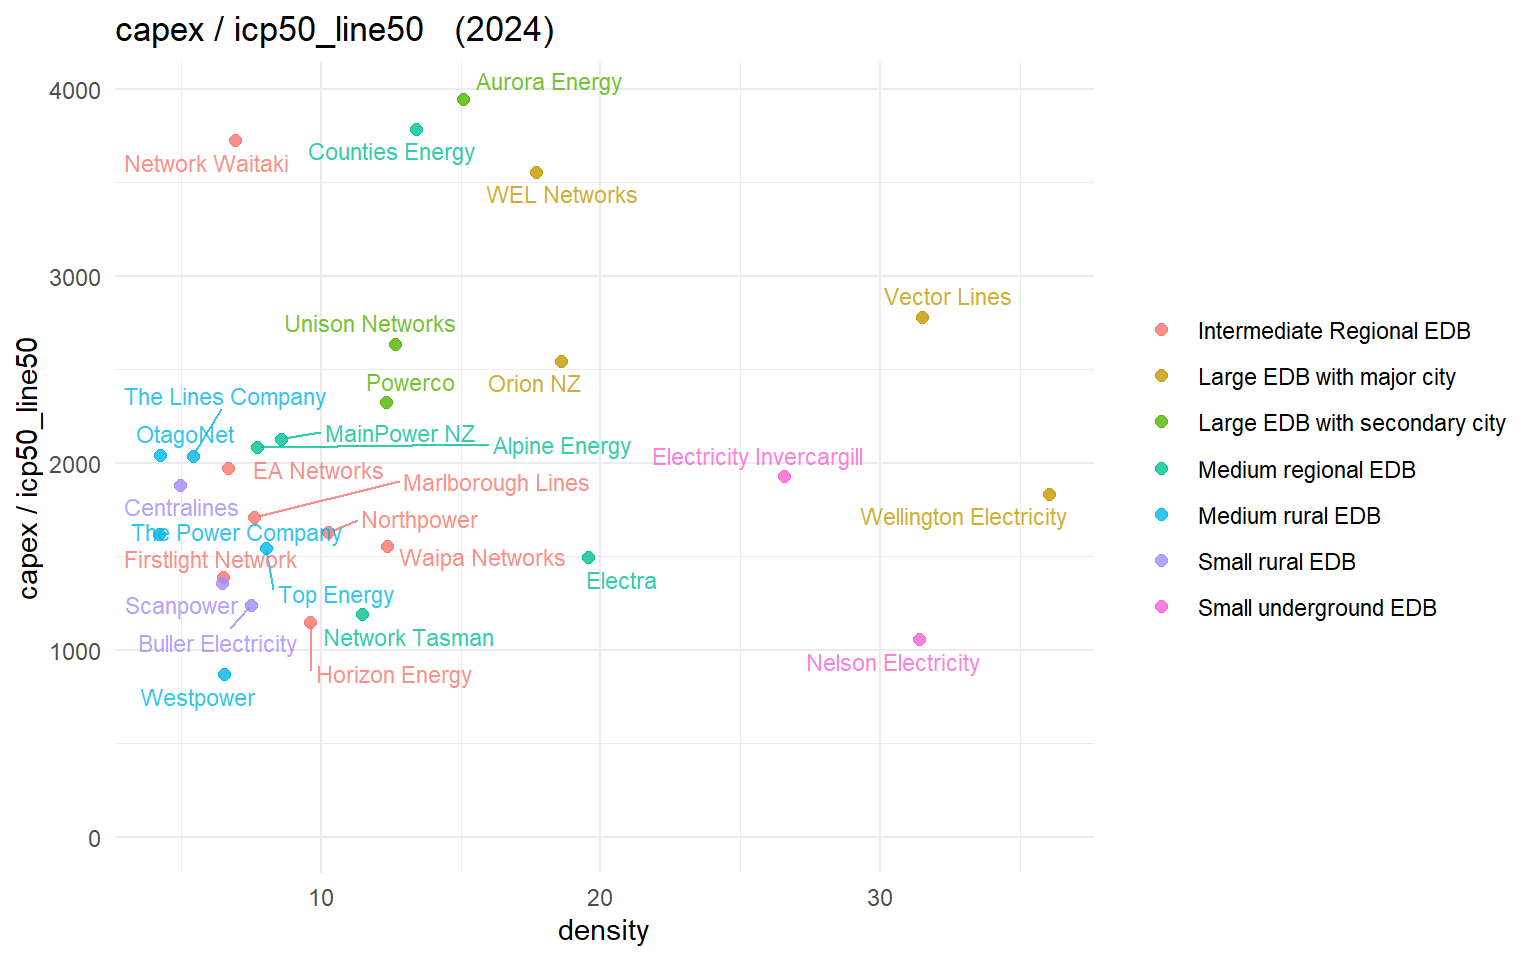 capex / icp50_line50   (2024)
Aurora Energy
4000
Counties Energy
Network Waitaki
WEL Networks
3000
Vector Lines
Unison Networks
Powerco
Orion NZ
The Lines Company
OtagoNet
MainPower NZ
Alpine Energy
2000
Electricity Invercargill
EA Networks
Marlborough Lines
Centralines
Northpower
Wellington Electricity
The Power Company
Firstlight Network
Waipa Networks
Electra
Scanpower
Top Energy
Buller Electricity
Network Tasman
1000
Nelson Electricity
Horizon Energy
Westpower
0
10
20
30
density
capex / icp50_line50
Intermediate Regional EDB
Large EDB with major city
Large EDB with secondary city
Medium regional EDB
Medium rural EDB
Small rural EDB
Small underground EDB